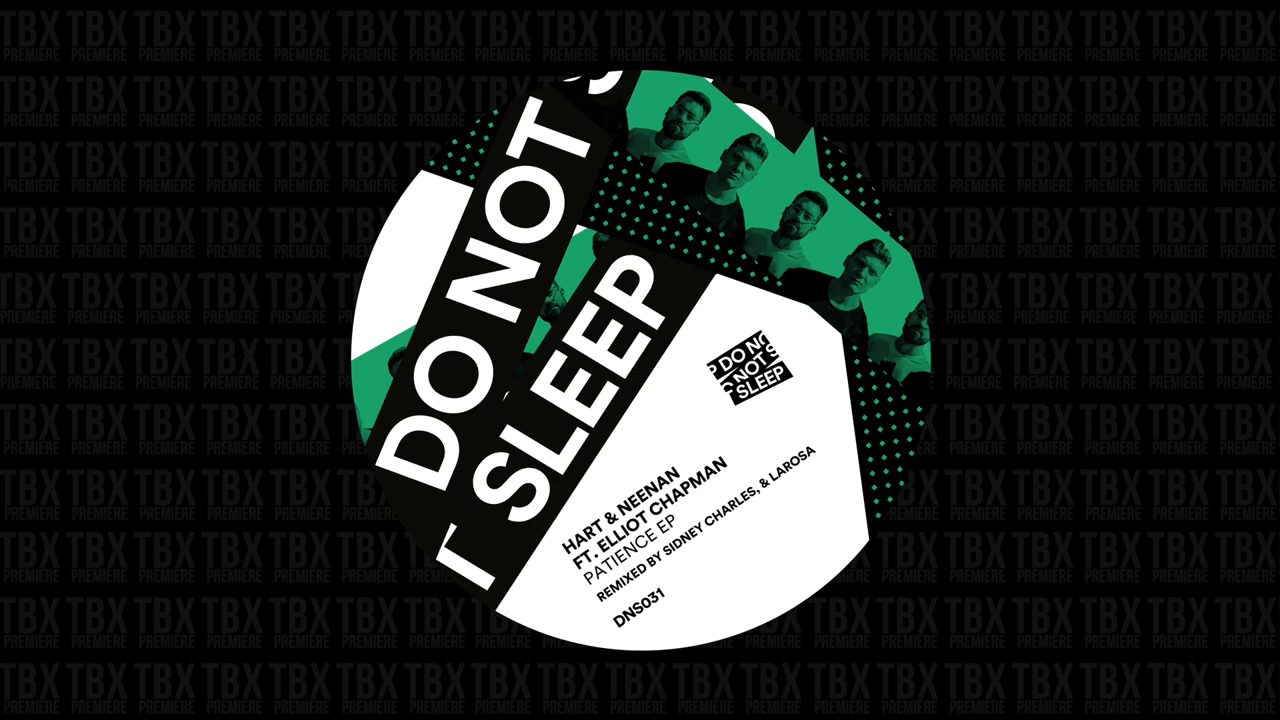 DO NOT
SLEEP
P DO NO
NOT S
SLEEP
HART & NEENAN
FT. ELLIOT CHAPMAN
PATIENCE EP
REMIXED BY SIDNEY CHARLES, & LAROSA
DNS031
TBX
PREMIERE